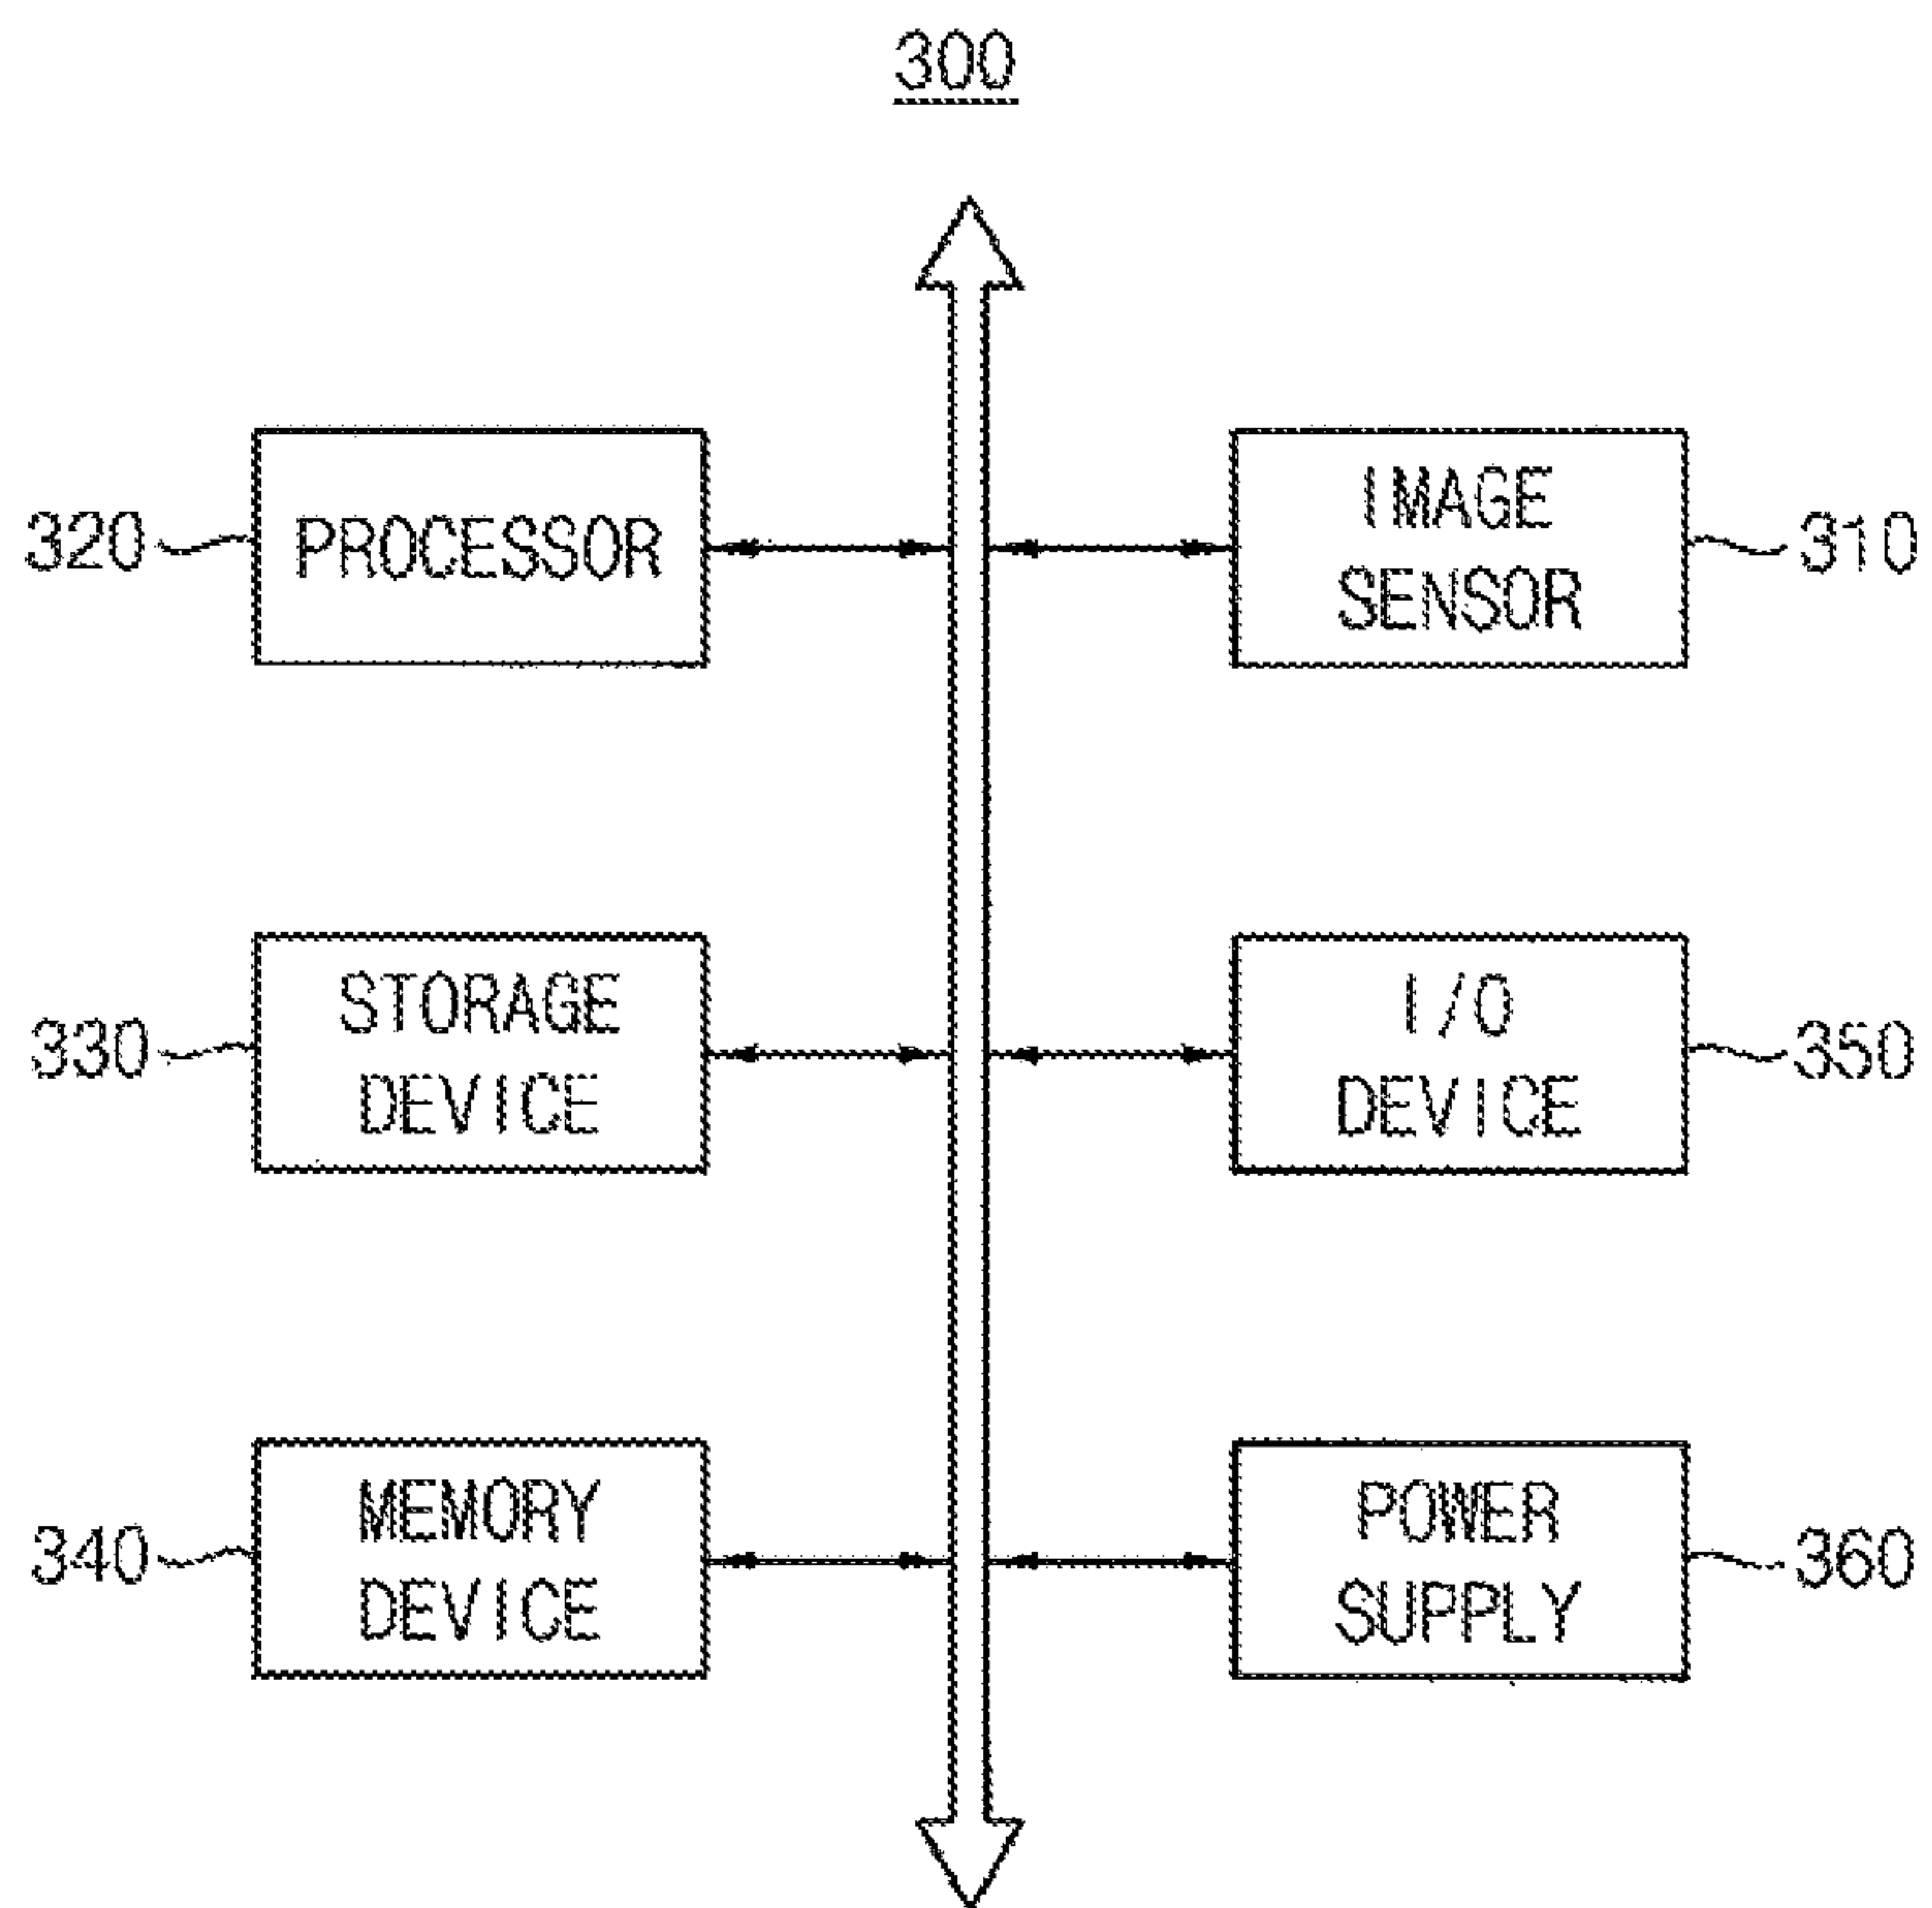 300
320
PROCESSOR
IMAGE
SENSOR
310
330
STORAGE
DEVICE
I/O
DEVICE
350
340
MEMORY
DEVICE
POWER
SUPPLY
360